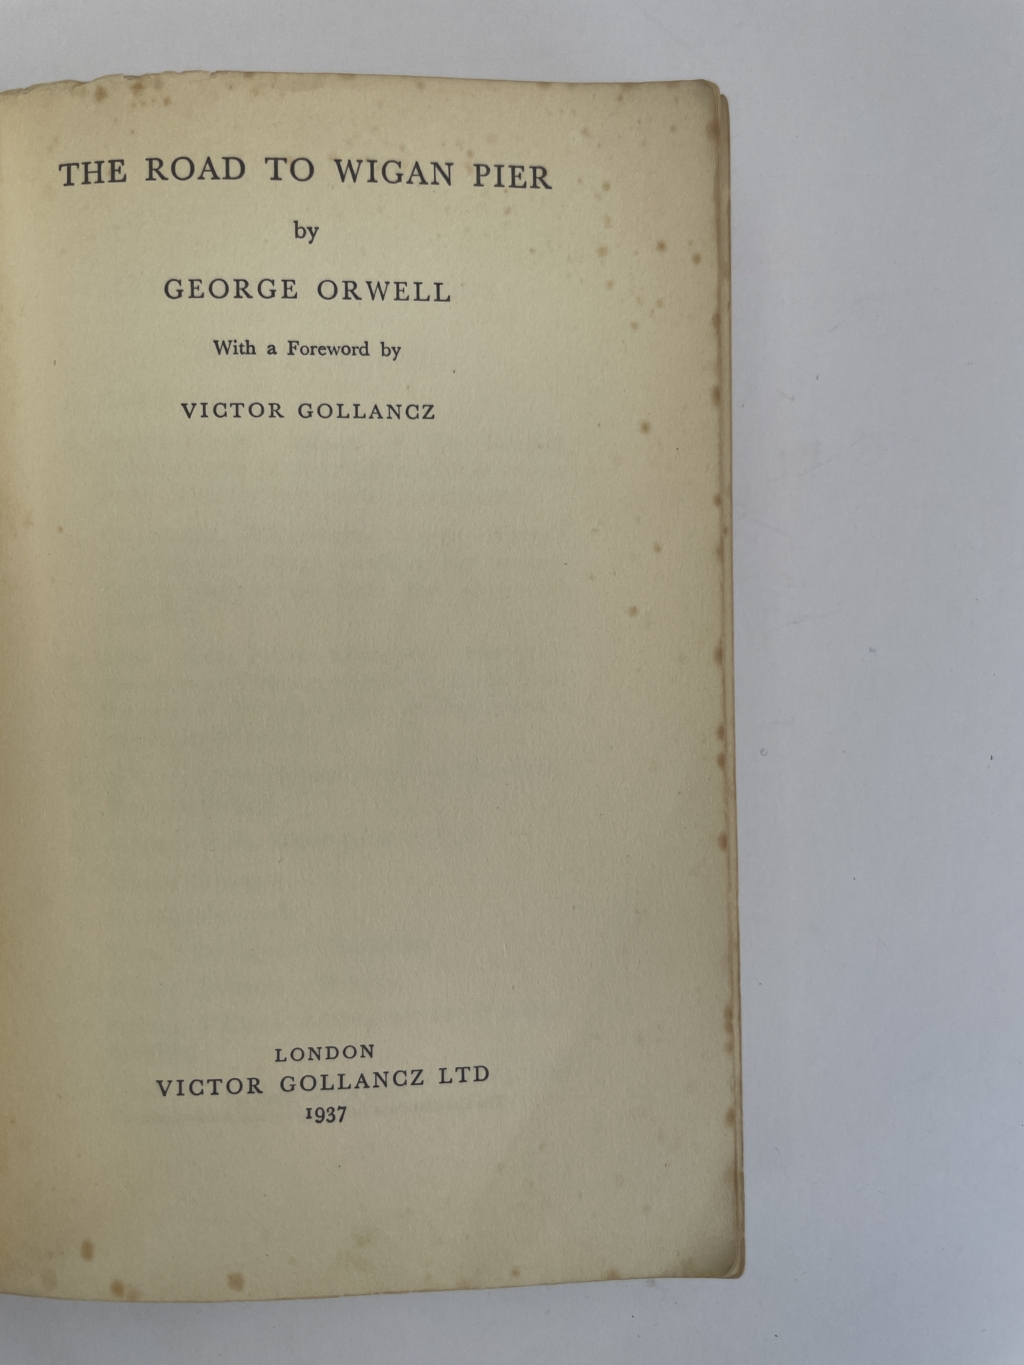 THE ROAD TO WIGAN PIER
by
GEORGE ORWELL
With a Foreword by
VICTOR GOLLANCZ
LONDON
VICTOR GOLLANCZ LTD
1937